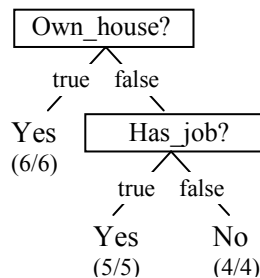 Own_house?
true false
Yes
(6/6)
Has_job?
true false
Yes No
(5/5) (4/4)